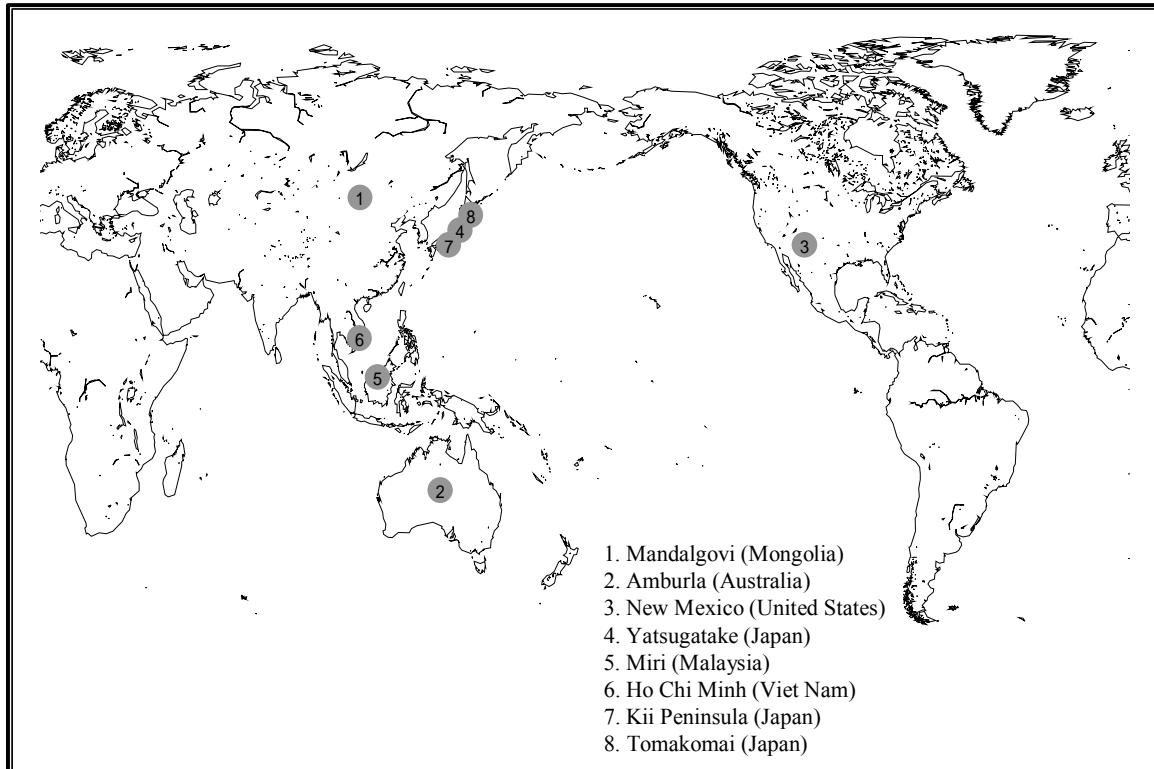 1
8
4
7
3
6
5
2
1. Mandalgovi (Mongolia)
2. Amburla (Australia)
3. New Mexico (United States)
4. Yatsugatake (Japan)
5. Miri (Malaysia)
6. Ho Chi Minh (Viet Nam)
7. Kii Peninsula (Japan)
8. Tomakomai (Japan)